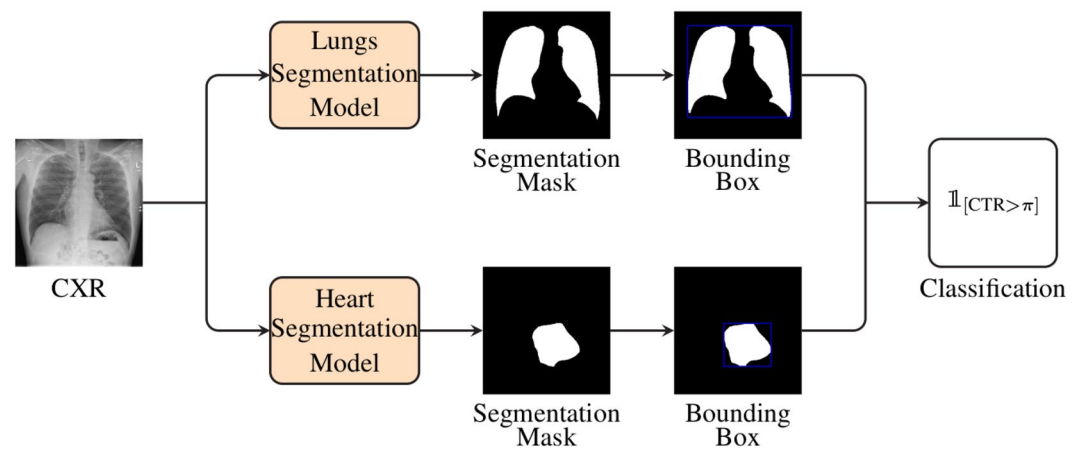 Lungs
Segmentation
Model
Segmentation
Mask
Bounding
Box
CXR
𝟙[CTR>π]
Classification
Heart
Segmentation
Model
Segmentation
Mask
Bounding
Box